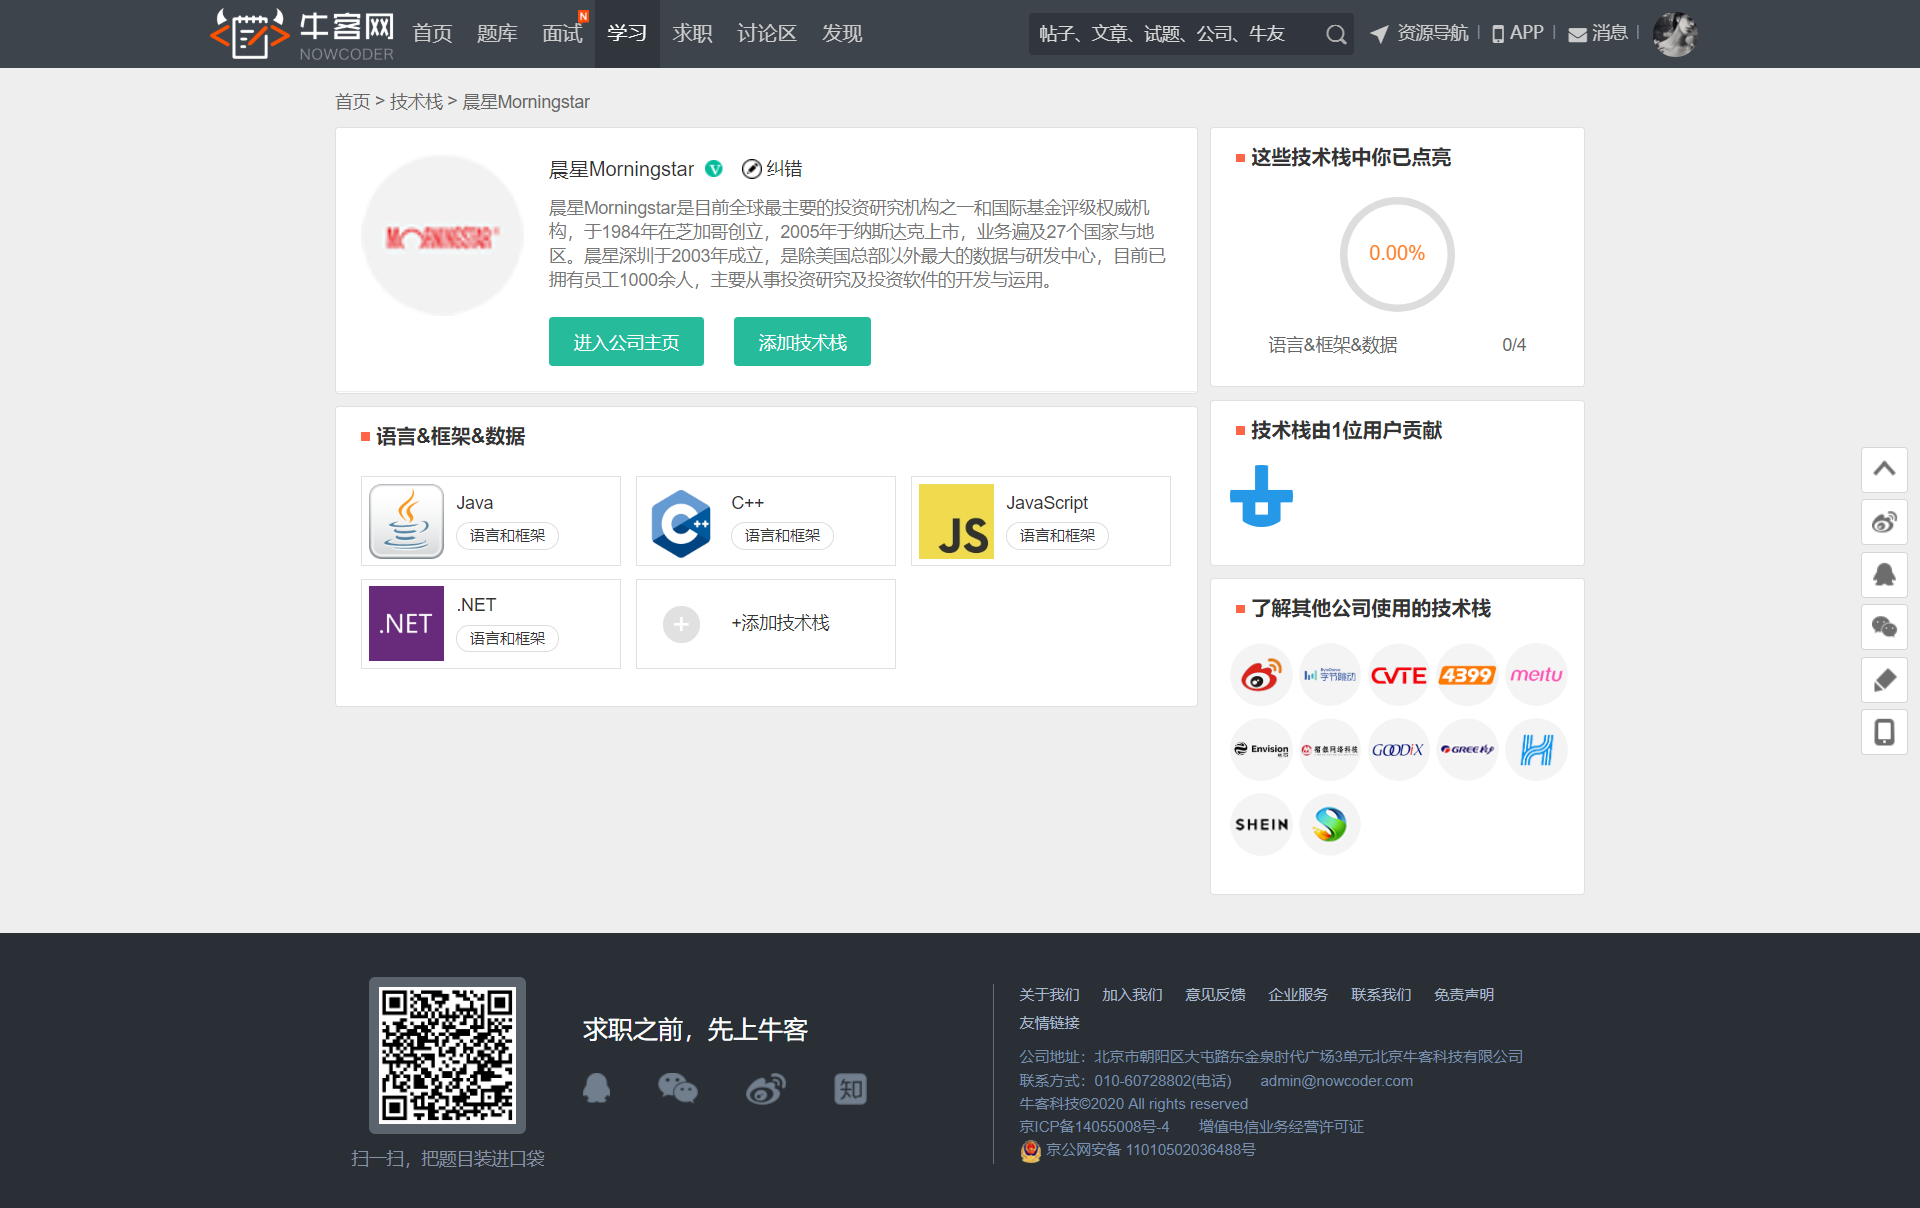 牛客网
NOWCODER
首页 题库 面试 N 学习 求职 讨论区 发现
帖子、文章、试题、公司、牛友
资源导航 APP 消息
首页 > 技术栈 > 晨星Morningstar
MORNINGSTAR
晨星Morningstar V 纠错
晨星Morningstar是目前全球最主要的投资研究机构之一和国际基金评级权威机
构，于1984年在芝加哥创立，2005年于纳斯达克上市，业务遍及27个国家与地
区。晨星深圳于2003年成立，是除美国总部以外最大的数据与研发中心，目前已
拥有员工1000余人，主要从事投资研究及投资软件的开发与运用。
进入公司主页 添加技术栈
语言&框架&数据
Java
语言和框架
C++
语言和框架
JS
JavaScript
语言和框架
.NET
.NET
语言和框架
+添加技术栈
这些技术栈中你已点亮
0.00%
语言&框架&数据 0/4
技术栈由1位用户贡献
了解其他公司使用的技术栈
ByteDance
字节跳动
CVTE
4399
meitu
Envision
GOODiX
GREE
SHEIN
求职之前，先上牛客
知
扫一扫，把题目装进口袋
关于我们 加入我们 意见反馈 企业服务 联系我们 免责声明
友情链接
公司地址：北京市朝阳区大屯路东金泉时代广场3单元北京牛客科技有限公司
联系方式：010-60728802(电话) admin@nowcoder.com
牛客科技©2020 All rights reserved
京ICP备14055008号-4 增值电信业务经营许可证
京公网安备 11010502036488号